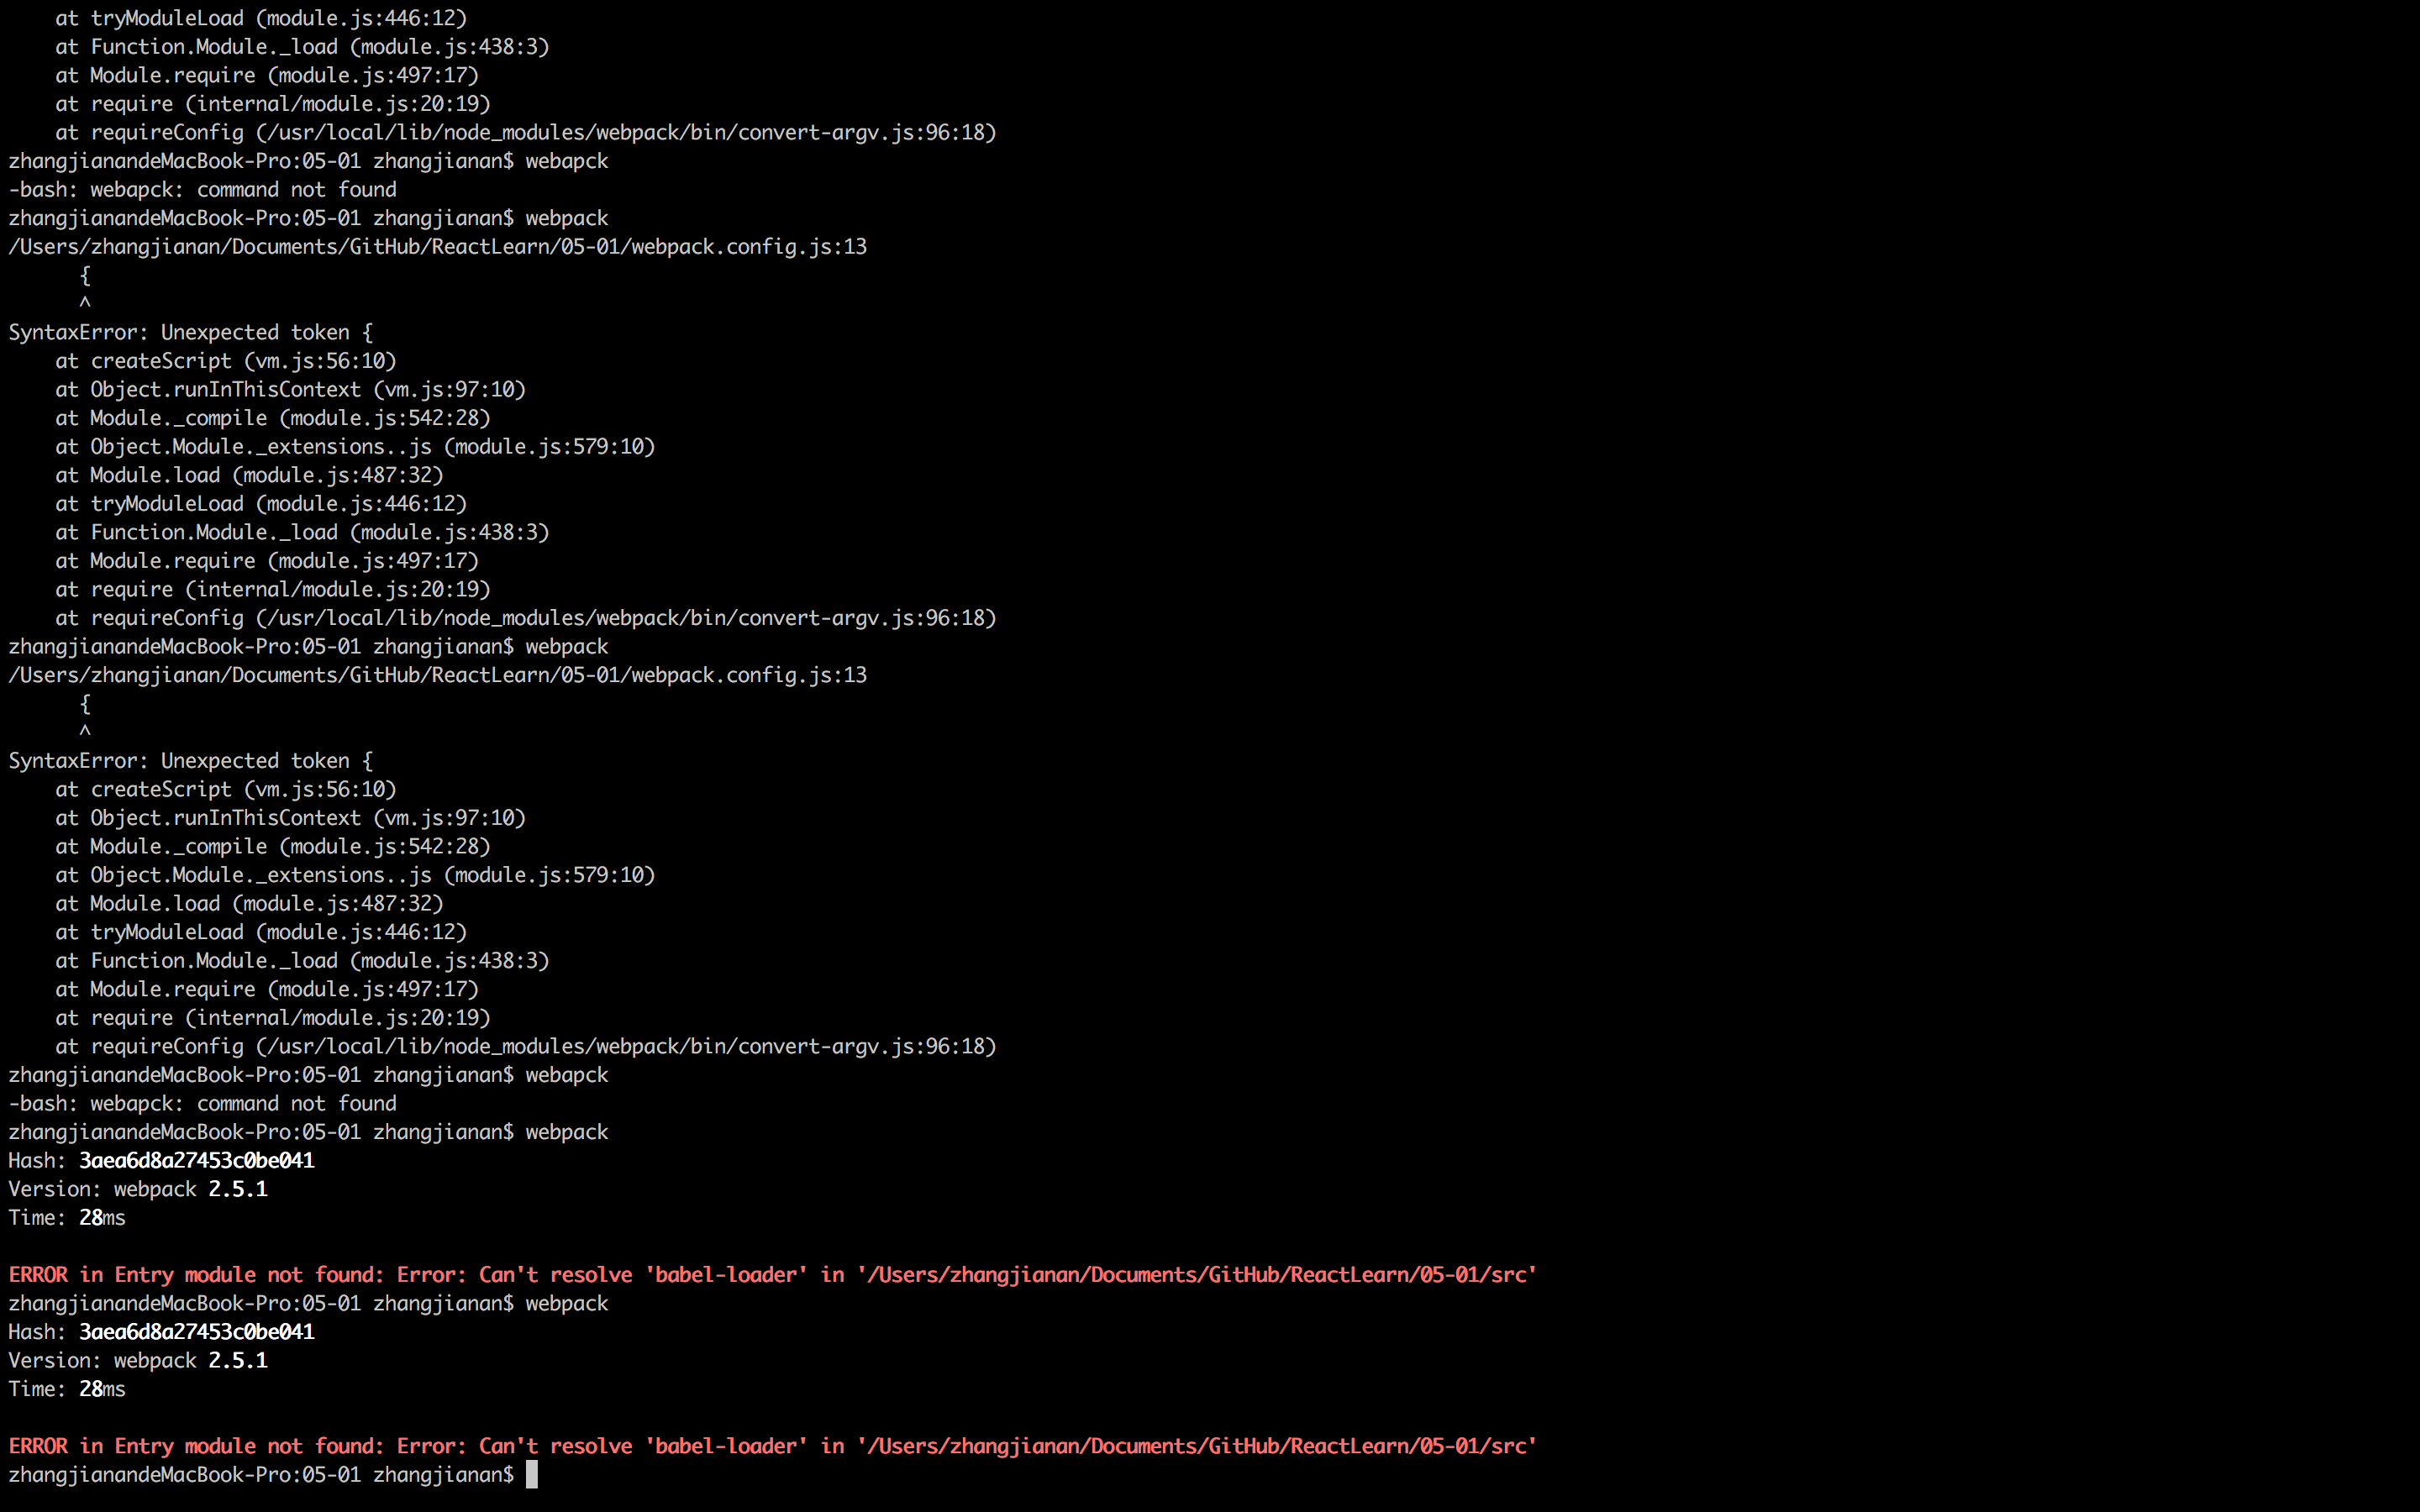 at tryModuleLoad (module.js:446:12)
    at Function.Module._load (module.js:438:3)
    at Module.require (module.js:497:17)
    at require (internal/module.js:20:19)
    at requireConfig (/usr/local/lib/node_modules/webpack/bin/convert-argv.js:96:18)
zhangjianandeMacBook-Pro:05-01 zhangjianan$ webapck
-bash: webapck: command not found
zhangjianandeMacBook-Pro:05-01 zhangjianan$ webpack
/Users/zhangjianan/Documents/GitHub/ReactLearn/05-01/webpack.config.js:13
      {
      ^
SyntaxError: Unexpected token {
    at createScript (vm.js:56:10)
    at Object.runInThisContext (vm.js:97:10)
    at Module._compile (module.js:542:28)
    at Object.Module._extensions..js (module.js:579:10)
    at Module.load (module.js:487:32)
    at tryModuleLoad (module.js:446:12)
    at Function.Module._load (module.js:438:3)
    at Module.require (module.js:497:17)
    at require (internal/module.js:20:19)
    at requireConfig (/usr/local/lib/node_modules/webpack/bin/convert-argv.js:96:18)
zhangjianandeMacBook-Pro:05-01 zhangjianan$ webpack
/Users/zhangjianan/Documents/GitHub/ReactLearn/05-01/webpack.config.js:13
      {
      ^
SyntaxError: Unexpected token {
    at createScript (vm.js:56:10)
    at Object.runInThisContext (vm.js:97:10)
    at Module._compile (module.js:542:28)
    at Object.Module._extensions..js (module.js:579:10)
    at Module.load (module.js:487:32)
    at tryModuleLoad (module.js:446:12)
    at Function.Module._load (module.js:438:3)
    at Module.require (module.js:497:17)
    at require (internal/module.js:20:19)
    at requireConfig (/usr/local/lib/node_modules/webpack/bin/convert-argv.js:96:18)
zhangjianandeMacBook-Pro:05-01 zhangjianan$ webapck
-bash: webapck: command not found
zhangjianandeMacBook-Pro:05-01 zhangjianan$ webpack
Hash: 3aea6d8a27453c0be041
Version: webpack 2.5.1
Time: 28ms

ERROR in Entry module not found: Error: Can't resolve 'babel-loader' in '/Users/zhangjianan/Documents/GitHub/ReactLearn/05-01/src'
zhangjianandeMacBook-Pro:05-01 zhangjianan$ webpack
Hash: 3aea6d8a27453c0be041
Version: webpack 2.5.1
Time: 28ms

ERROR in Entry module not found: Error: Can't resolve 'babel-loader' in '/Users/zhangjianan/Documents/GitHub/ReactLearn/05-01/src'
zhangjianandeMacBook-Pro:05-01 zhangjianan$